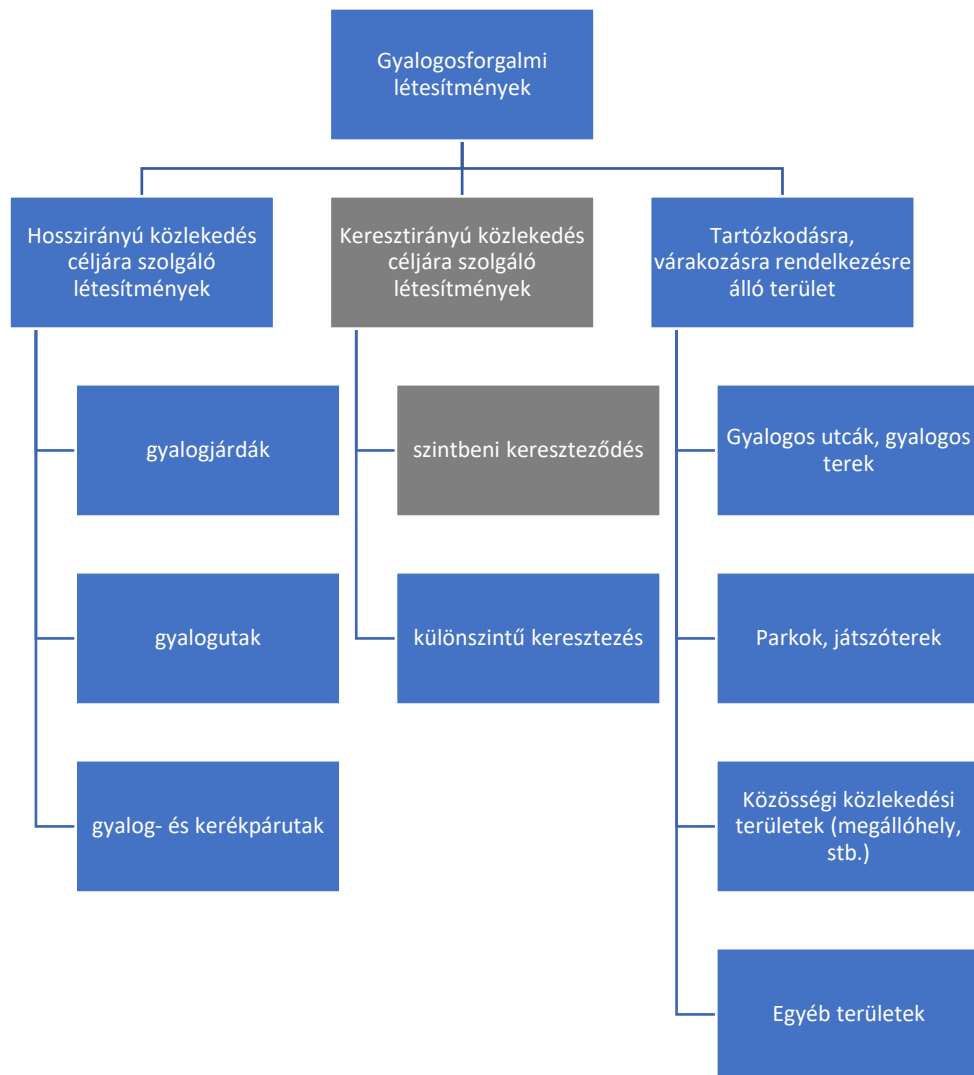 Gyalogosforgalmi
létesítmények
Hosszirányú közlekedés
céljára szolgáló
létesítmények
Keresztirányú közlekedés
céljára szolgáló
létesítmények
Tartózkodásra,
várakozásra rendelkezésre
álló terület
gyalogjárdák
szintbeni kereszteződés
Gyalogos utcák, gyalogos
terek
gyalogutak
különszintű keresztezés
Parkok, játszóterek
gyalog- és kerékpárutak
Közösségi közlekedési
területek (megállóhely,
stb.)
Egyéb területek